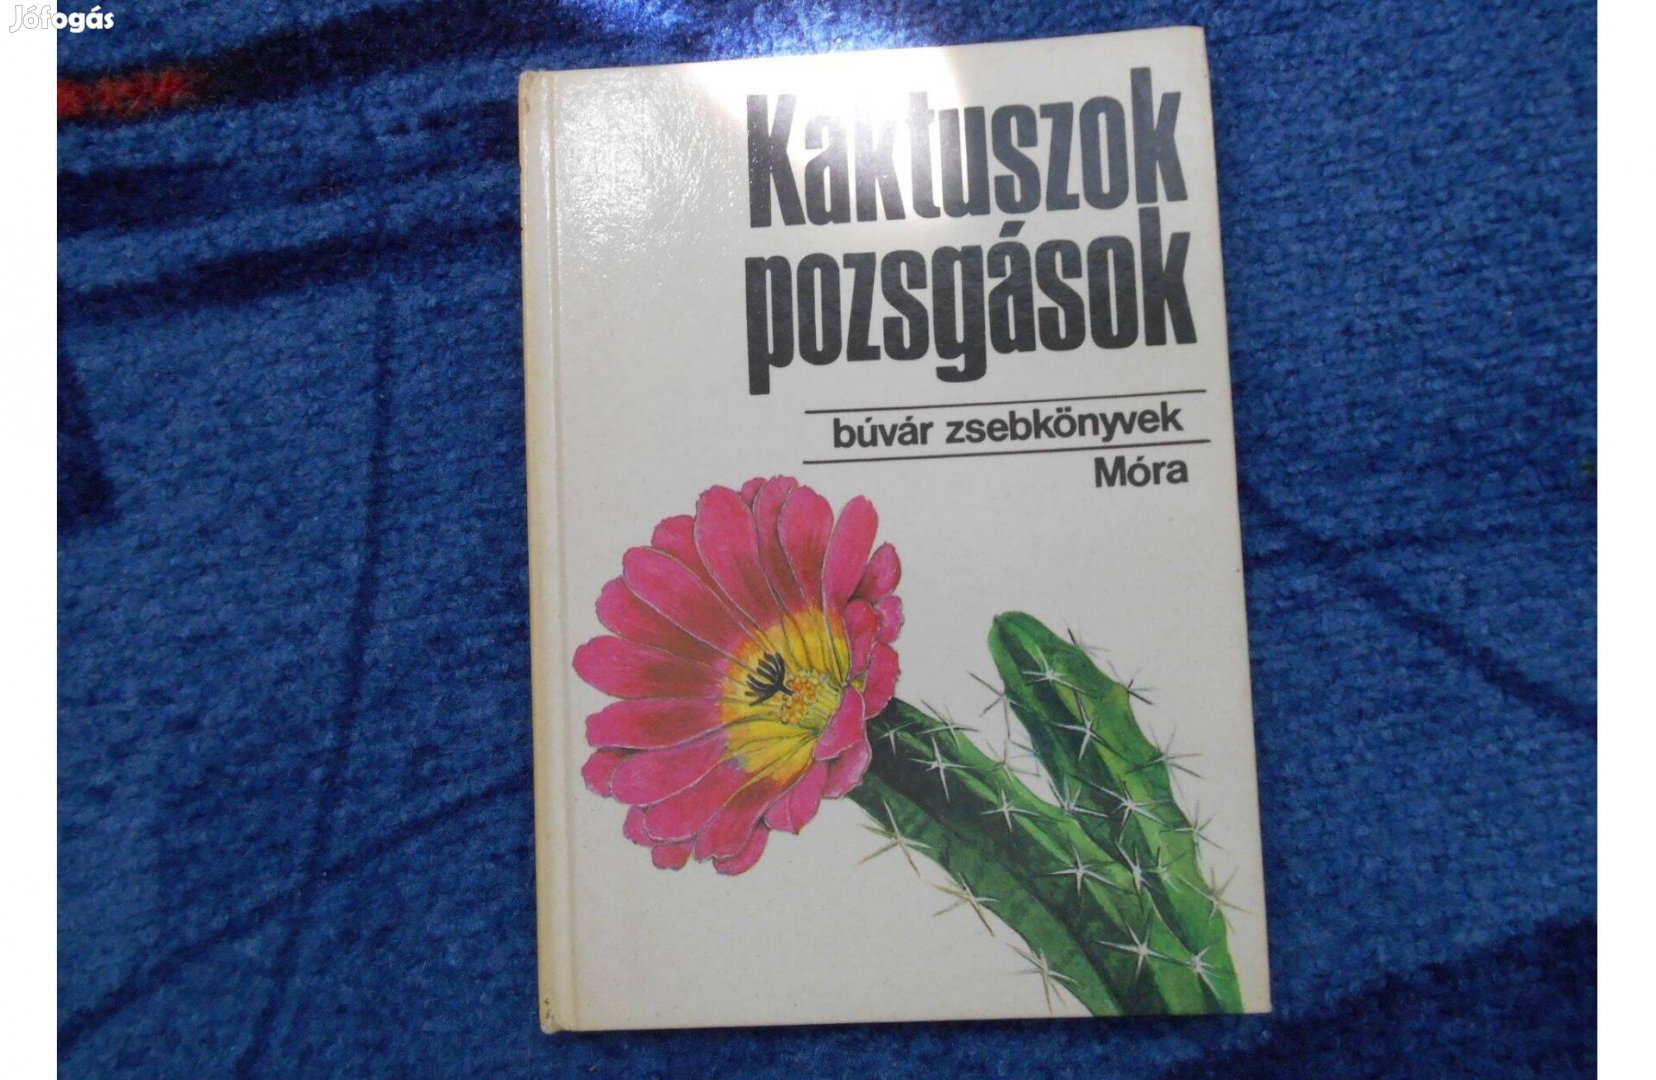 Jófogás
Kaktuszok
pozsgások
búvár zsebkönyvek
Móra